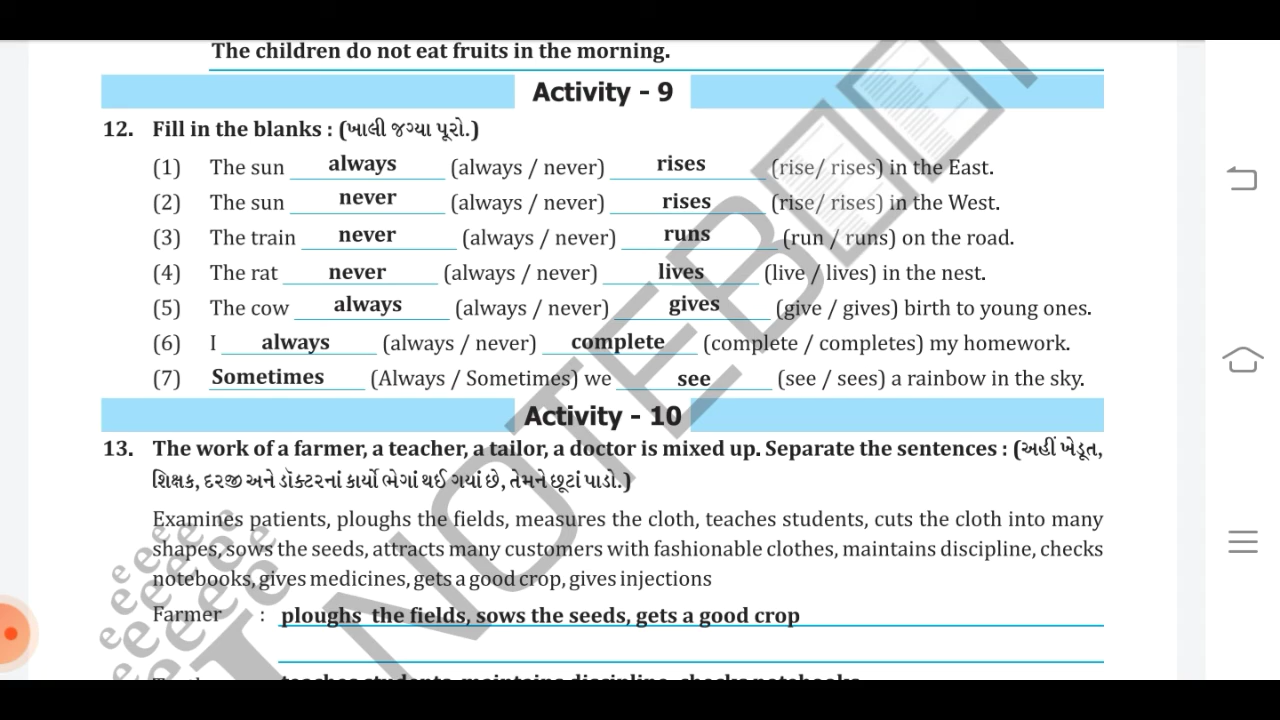 The children do not eat fruits in the morning.
Activity - 9
12. Fill in the blanks : (ખાલી જગ્યા પૂરો.)
(1) The sun always (always / never) rises (rise/ rises) in the East.
(2) The sun never (always / never) rises (rise/ rises) in the West.
(3) The train never (always / never) runs (run / runs) on the road.
(4) The rat never (always / never) lives (live / lives) in the nest.
(5) The cow always (always / never) gives (give / gives) birth to young ones.
(6) I always (always / never) complete (complete / completes) my homework.
(7) Sometimes (Always / Sometimes) we see (see / sees) a rainbow in the sky.
Activity - 10
13. The work of a farmer, a teacher, a tailor, a doctor is mixed up. Separate the sentences : (અહીં ખેડૂત,
શિક્ષક, દરજી અને ડૉક્ટરનાં કાર્યો ભેગાં થઈ ગયાં છે, તેમને છૂટાં પાડો.)
Examines patients, ploughs the fields, measures the cloth, teaches students, cuts the cloth into many
shapes, sows the seeds, attracts many customers with fashionable clothes, maintains discipline, checks
notebooks, gives medicines, gets a good crop, gives injections
Farmer : ploughs the fields, sows the seeds, gets a good crop
teaches students, maintains discipline, checks notebooks
NOTEB